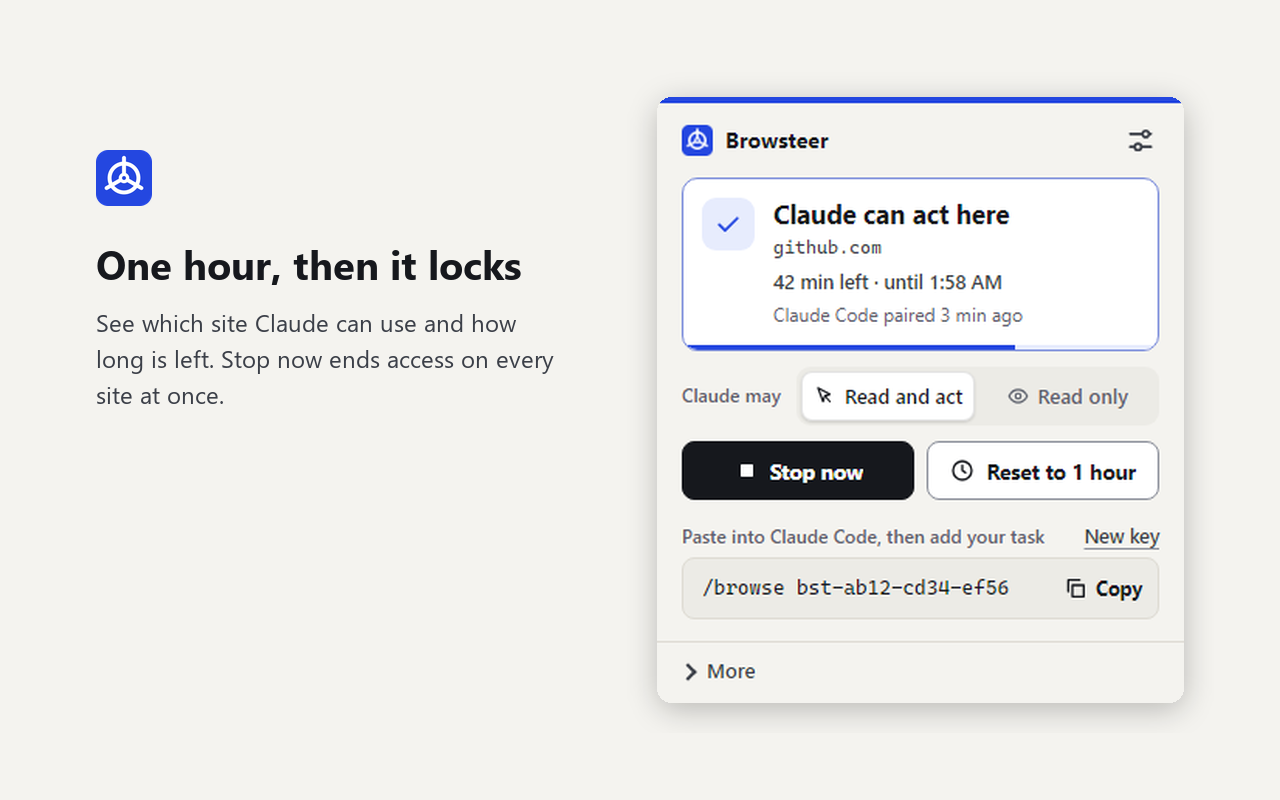 One hour, then it locks
See which site Claude can use and how
long is left. Stop now ends access on every
site at once.
Browsteer
Claude can act here
github.com
42 min left · until 1:58 AM
Claude Code paired 3 min ago
Claude may Read and act Read only
Stop now Reset to 1 hour
Paste into Claude Code, then add your task New key
/browse bst-ab12-cd34-ef56 Copy
More